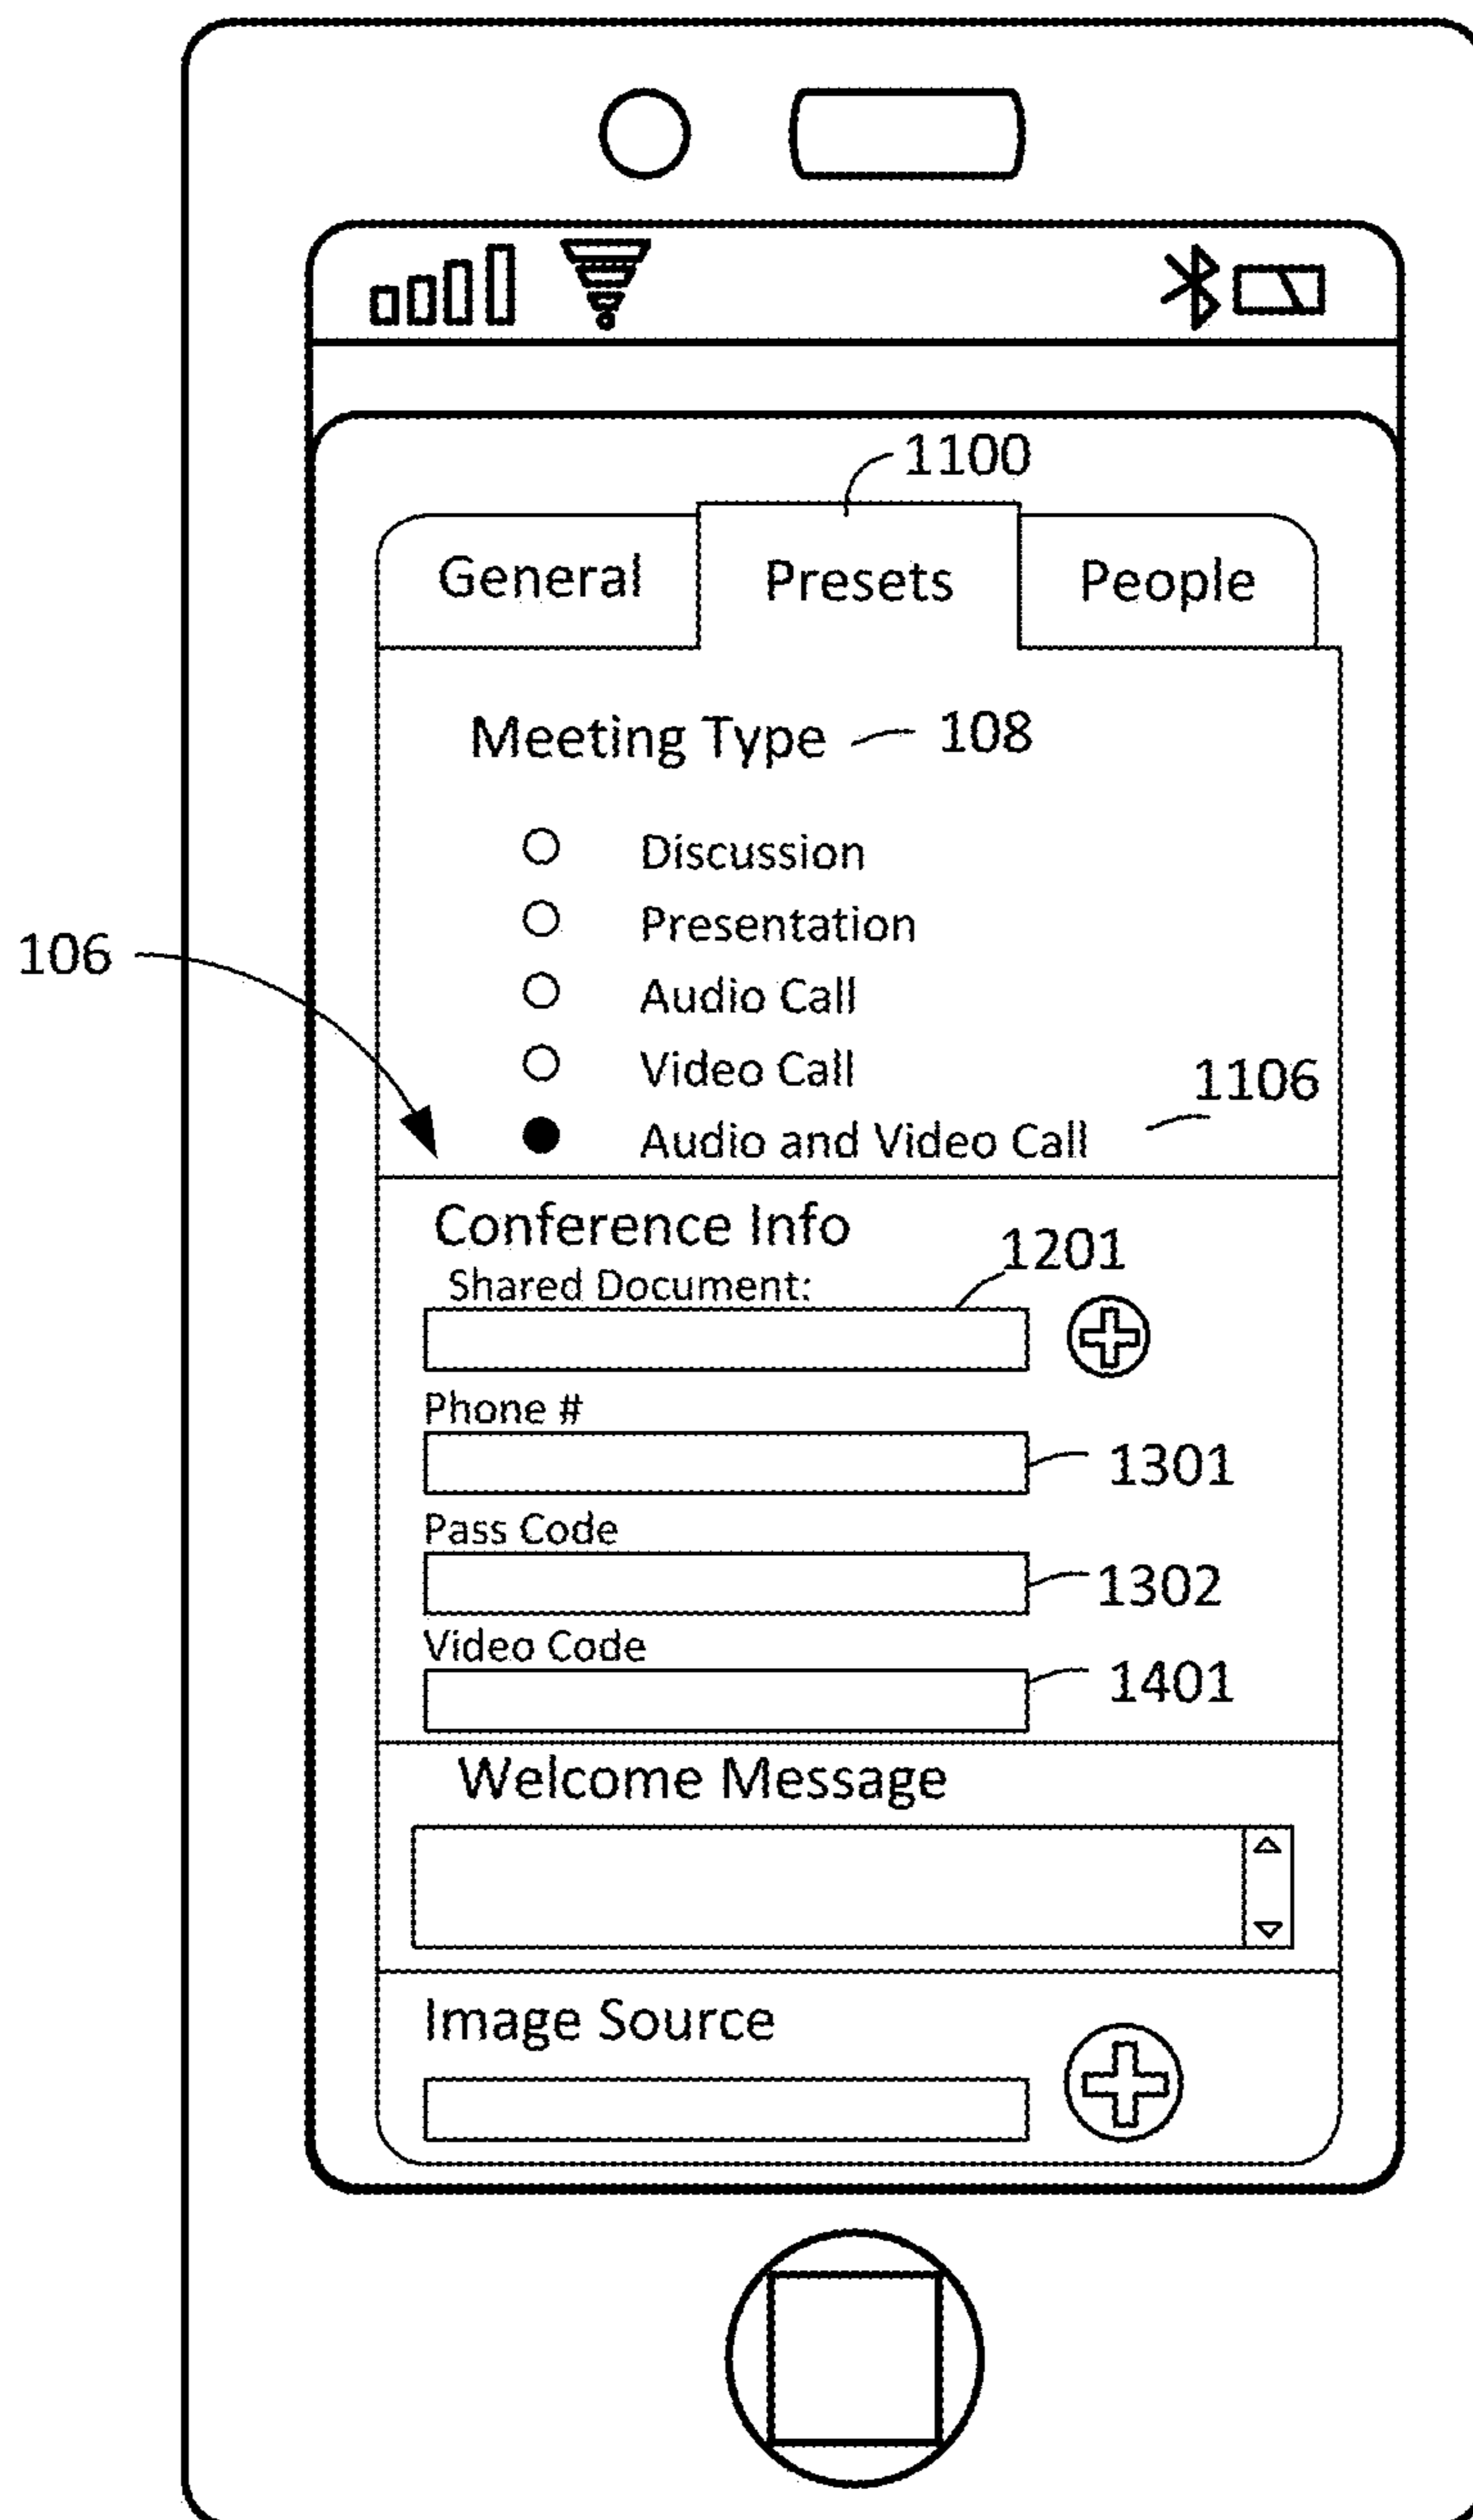 1100
General Presets People
Meeting Type 108
Discussion
Presentation
106
Audio Call
Video Call
1106
Audio and Video Call
Conference Info
1201
Shared Document:
Phone #
1301
Pass Code
1302
Video Code
1401
Welcome Message
Image Source